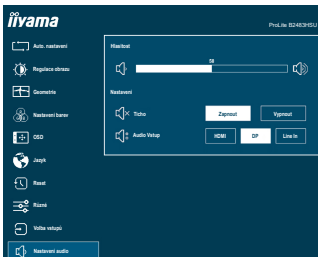 iiyama
ProLite B2483HSU
Auto. nastavení
Regulace obrazu
Geometrie
Nastavení barev
OSD
Jazyk
Reset
Různé
Volba vstupů
Nastavení audio
Hlasitost
50
Nastavení
Ticho
Zapnout
Vypnout
Audio Vstup
HDMI
DP
Line In